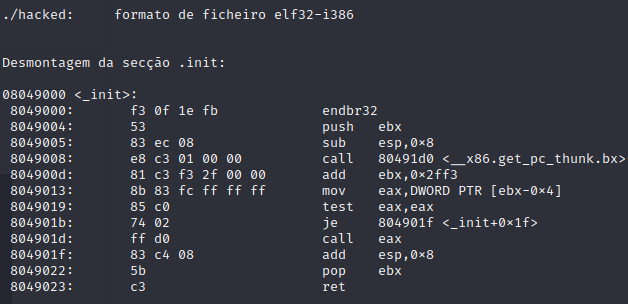 ./hacked:     formato de ficheiro elf32-i386
Desmontagem da secção .init:
08049000 <_init>:
 8049000:	f3 0f 1e fb          	endbr32
 8049004:	53                   	push   ebx
 8049005:	83 ec 08             	sub    esp,0x8
 8049008:	e8 c3 01 00 00       	call   80491d0 <__x86.get_pc_thunk.bx>
 804900d:	81 c3 f3 2f 00 00    	add    ebx,0x2ff3
 8049013:	8b 83 fc ff ff ff    	mov    eax,DWORD PTR [ebx-0x4]
 8049019:	85 c0                	test   eax,eax
 804901b:	74 02                	je     804901f <_init+0x1f>
 804901d:	ff d0                	call   eax
 804901f:	83 c4 08             	add    esp,0x8
 8049022:	5b                   	pop    ebx
 8049023:	c3                   	ret